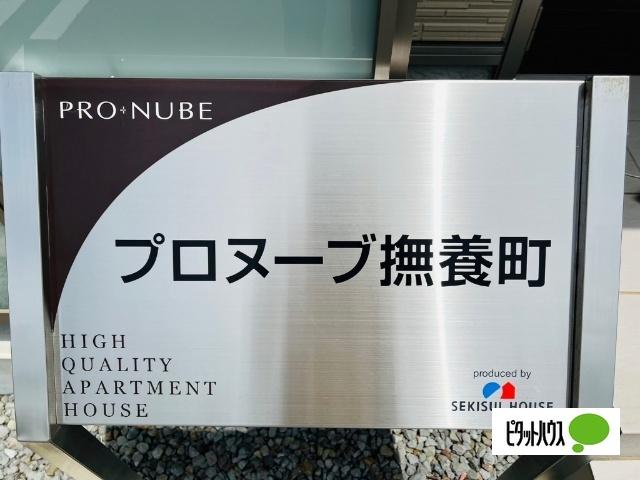 PRO+NUBE
プロヌーブ撫養町
HIGH
QUALITY
APARTMENT
HOUSE
produced by
SEKISUI HOUSE
ピタットハウス